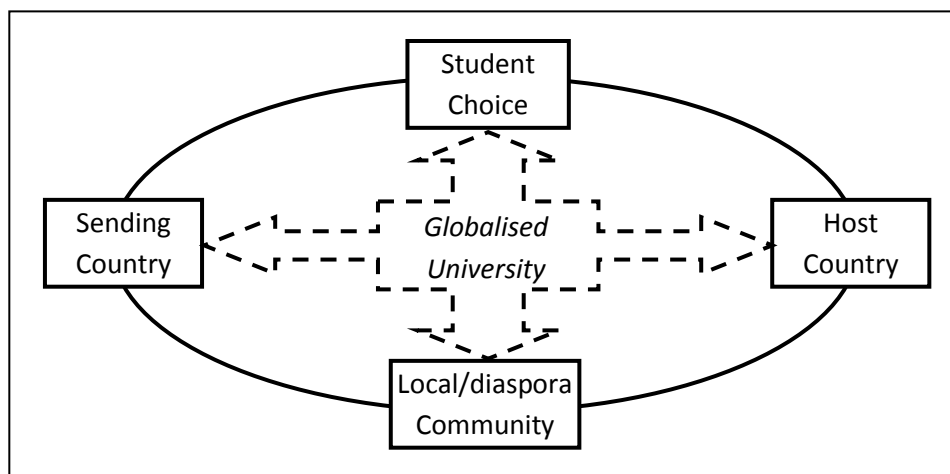 Student
Choice
Sending
Country
Globalised
University
Host
Country
Local/diaspora
Community